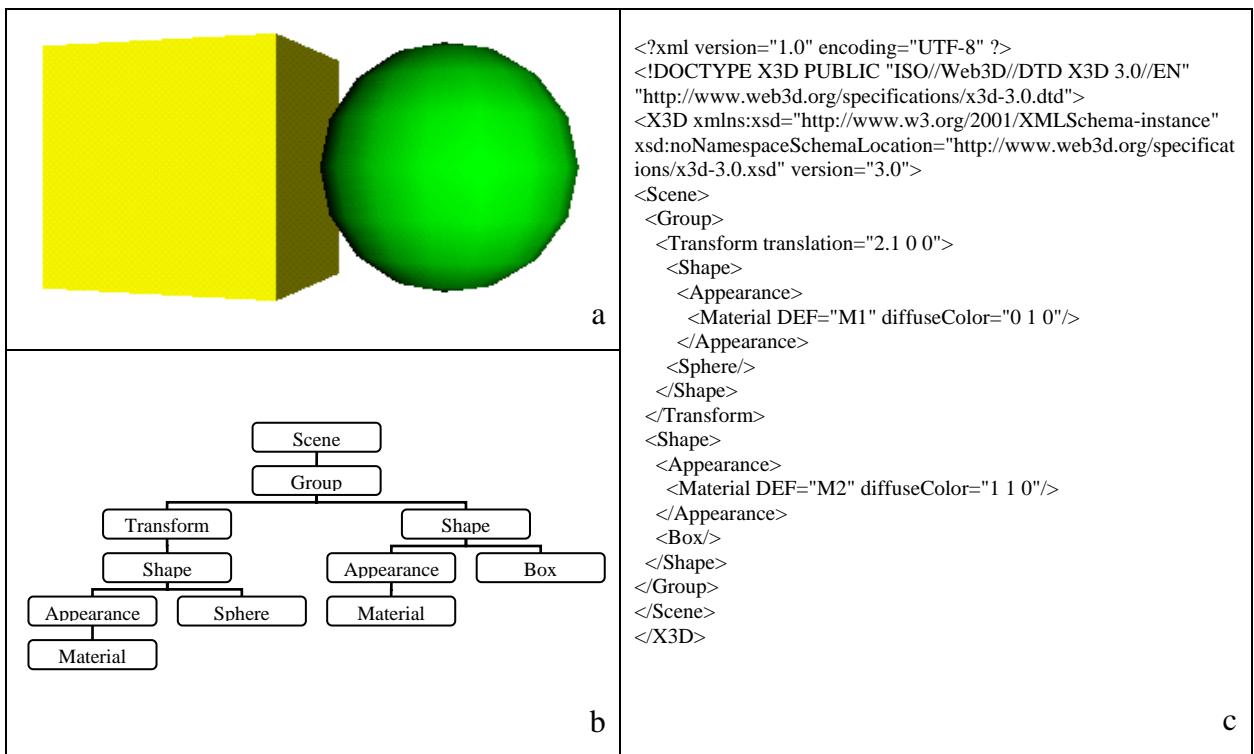 a
Scene
Group
Transform Shape
Shape Appearance Box
Appearance Sphere Material
Material
b
<?xml version="1.0" encoding="UTF-8" ?>
<!DOCTYPE X3D PUBLIC "ISO//Web3D//DTD X3D 3.0//EN"
"http://www.web3d.org/specifications/x3d-3.0.dtd">
<X3D xmlns:xsd="http://www.w3.org/2001/XMLSchema-instance"
xsd:noNamespaceSchemaLocation="http://www.web3d.org/specificat
ions/x3d-3.0.xsd" version="3.0">
<Scene>
<Group>
<Transform translation="2.1 0 0">
<Shape>
<Appearance>
<Material DEF="M1" diffuseColor="0 1 0"/>
</Appearance>
<Sphere/>
</Shape>
</Transform>
<Shape>
<Appearance>
<Material DEF="M2" diffuseColor="1 1 0"/>
</Appearance>
<Box/>
</Shape>
</Group>
</Scene>
</X3D>
c